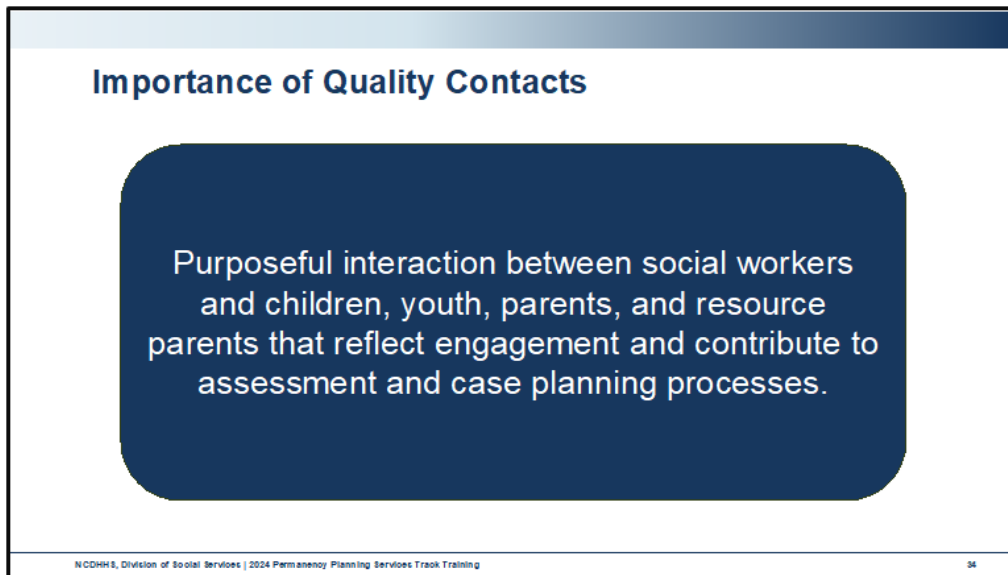 Importance of Quality Contacts
Purposeful interaction between social workers
and children, youth, parents, and resource
parents that reflect engagement and contribute to
assessment and case planning processes.
NCDHHS, Division of Social Services | 2024 Permanency Planning Services Track Training
34